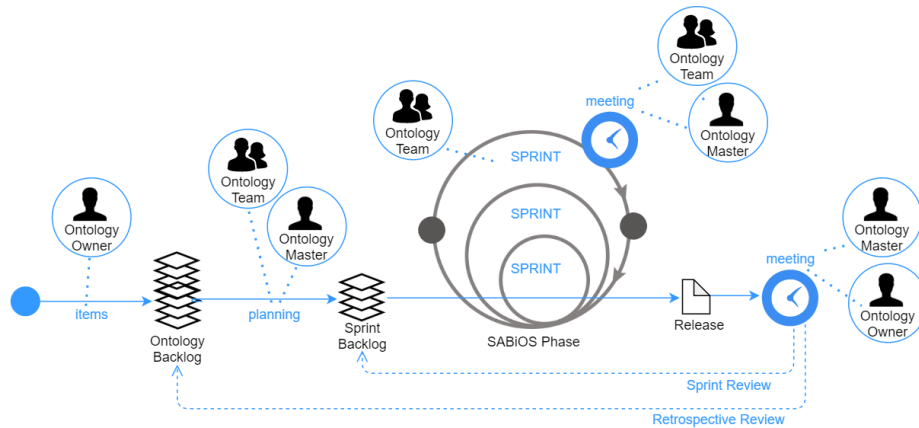 Ontology
Team
meeting
Ontology
Team
SPRINT
Ontology
Master
Ontology
Team
Ontology
Owner
Ontology
Master
SPRINT
Ontology
Master
meeting
SPRINT
items
planning
Ontology
Owner
Ontology
Backlog
Sprint
Backlog
SABiOS Phase
Release
Sprint Review
Retrospective Review